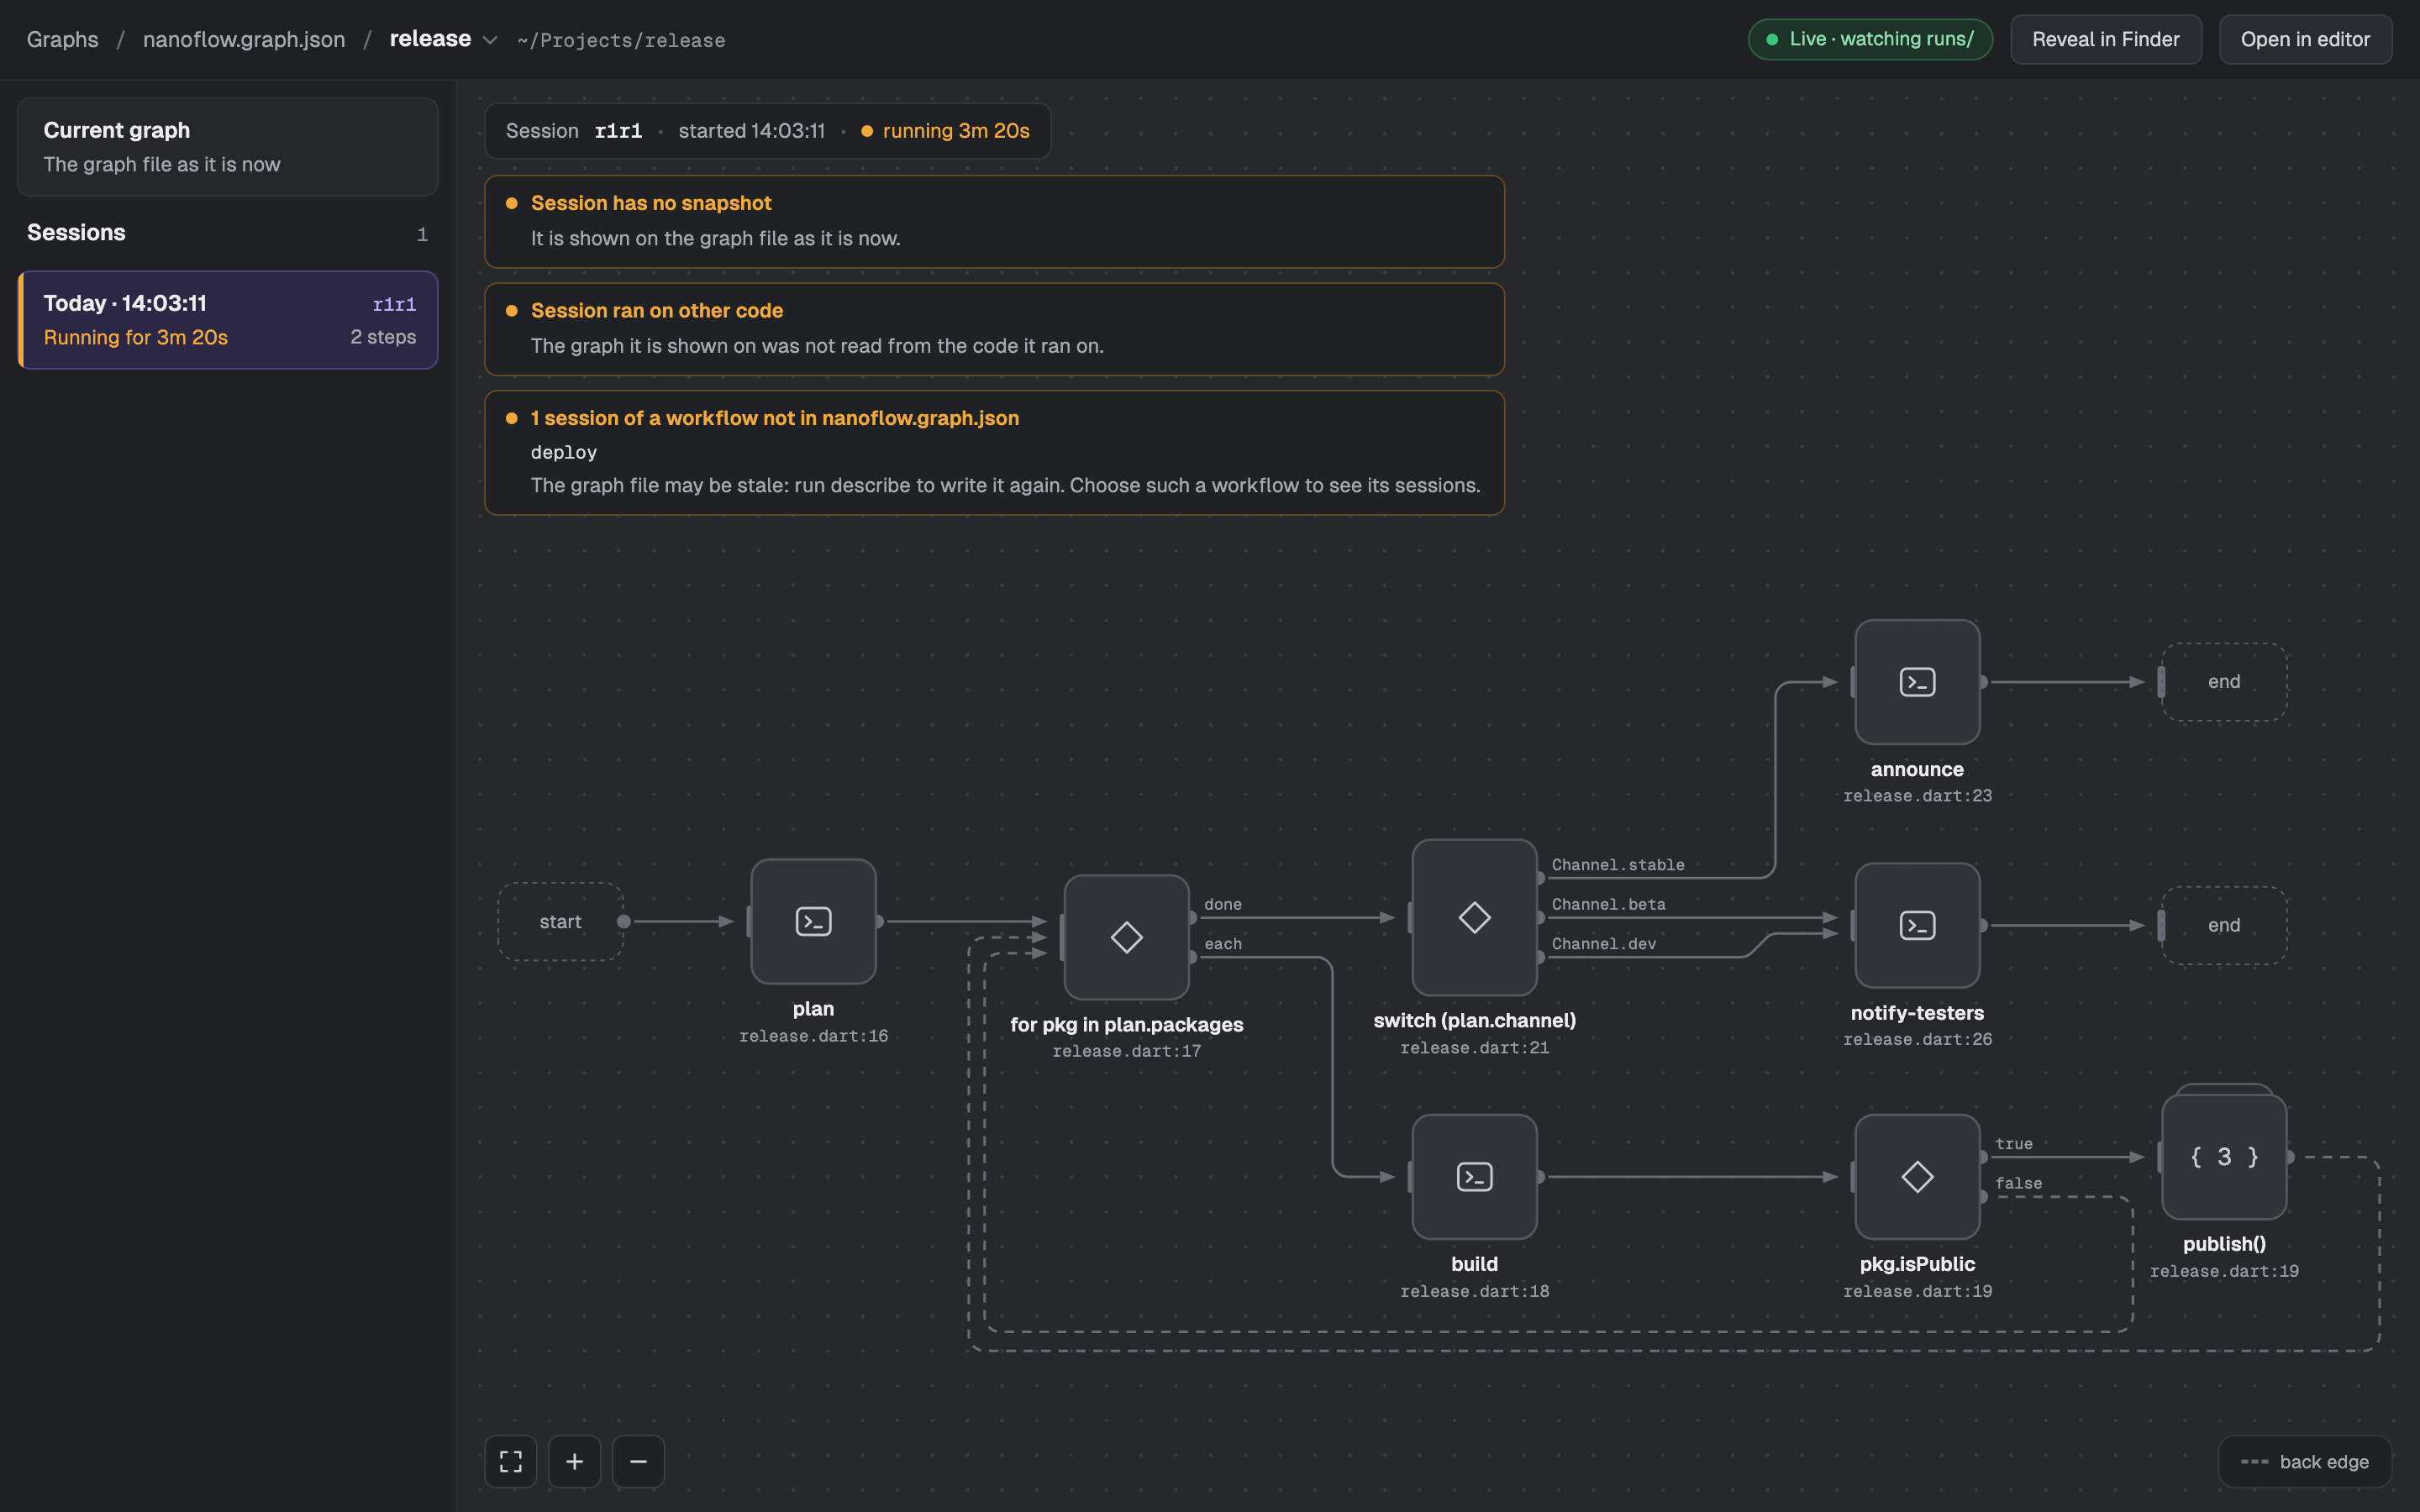 Graphs / nanoflow.graph.json / release ~/Projects/release
Live · watching runs/
Reveal in Finder
Open in editor
Current graph
The graph file as it is now
Sessions 1
Today · 14:03:11 r1r1
Running for 3m 20s 2 steps
Session r1r1 · started 14:03:11 · running 3m 20s
Session has no snapshot
It is shown on the graph file as it is now.
Session ran on other code
The graph it is shown on was not read from the code it ran on.
1 session of a workflow not in nanoflow.graph.json
deploy
The graph file may be stale: run describe to write it again. Choose such a workflow to see its sessions.
end
announce
release.dart:23
start
plan
release.dart:16
done
each
for pkg in plan.packages
release.dart:17
Channel.stable
Channel.beta
Channel.dev
switch (plan.channel)
release.dart:21
end
notify-testers
release.dart:26
build
release.dart:18
true
false
pkg.isPublic
release.dart:19
{ 3 }
publish()
release.dart:19
back edge